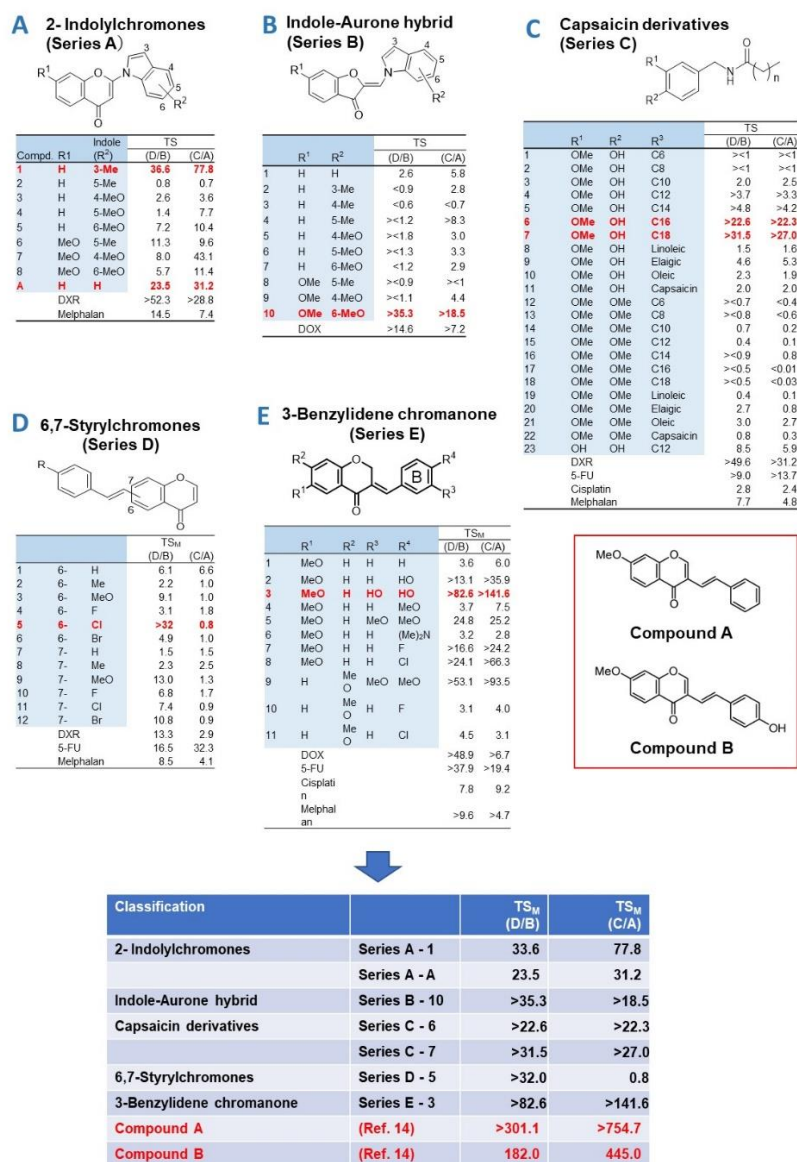 A
2- Indolylchromones
(Series A)
R¹
O
N
3
4
5
6
R²
O
Indole TS
Compd. R1 (R²) (D/B) (C/A)
1 H 3-Me 36.6 77.8
2 H 5-Me 0.8 0.7
3 H 4-MeO 2.6 3.6
4 H 5-MeO 1.4 7.7
5 H 6-MeO 7.2 10.4
6 MeO 5-Me 11.3 9.6
7 MeO 4-MeO 8.0 43.1
8 MeO 6-MeO 5.7 11.4
A H H 23.5 31.2
DXR >52.3 >28.8
Melphalan 14.5 7.4
B
Indole-Aurone hybrid
(Series B)
R¹
O
N
3
4
5
6
R²
O
TS
R¹ R² (D/B) (C/A)
1 H H 2.6 5.8
2 H 3-Me <0.9 2.8
3 H 4-Me <0.6 <0.7
4 H 5-Me ><1.2 >8.3
5 H 4-MeO ><1.8 3.0
6 H 5-MeO ><1.3 3.3
7 H 6-MeO <1.2 2.9
8 OMe 5-Me ><0.9 ><1
9 OMe 4-MeO ><1.1 4.4
10 OMe 6-MeO >35.3 >18.5
DOX >14.6 >7.2
C
Capsaicin derivatives
(Series C)
R¹
R²
N
H
O
n
TS
R¹ R² R³ (D/B) (C/A)
1 OMe OH C6 ><1 ><1
2 OMe OH C8 ><1 ><1
3 OMe OH C10 2.0 2.5
4 OMe OH C12 >3.7 >3.3
5 OMe OH C14 >4.8 >4.2
6 OMe OH C16 >22.6 >22.3
7 OMe OH C18 >31.5 >27.0
8 OMe OH Linoleic 1.5 1.6
9 OMe OH Elaigic 4.6 5.3
10 OMe OH Oleic 2.3 1.9
11 OMe OH Capsaicin 2.0 2.0
12 OMe OMe C6 ><0.7 <0.4
13 OMe OMe C8 ><0.8 <0.6
14 OMe OMe C10 0.7 0.2
15 OMe OMe C12 0.4 0.1
16 OMe OMe C14 ><0.9 0.8
17 OMe OMe C16 ><0.5 <0.01
18 OMe OMe C18 ><0.5 <0.03
19 OMe OMe Linoleic 0.4 0.1
20 OMe OMe Elaigic 2.7 0.8
21 OMe OMe Oleic 3.0 2.7
22 OMe OMe Capsaicin 0.8 0.3
23 OH OH C12 8.5 5.9
DXR >49.6 >31.2
5-FU >9.0 >13.7
Cisplatin 2.8 2.4
Melphalan 7.7 4.8
D
6,7-Styrylchromones
(Series D)
R
7
6
O
O
TSM
(D/B) (C/A)
1 6- H 6.1 6.6
2 6- Me 2.2 1.0
3 6- MeO 9.1 1.0
4 6- F 3.1 1.8
5 6- Cl >32 0.8
6 6- Br 4.9 1.0
7 7- H 1.5 1.5
8 7- Me 2.3 2.5
9 7- MeO 13.0 1.3
10 7- F 6.8 1.7
11 7- Cl 7.4 0.9
12 7- Br 10.8 0.9
DXR 13.3 2.9
5-FU 16.5 32.3
Melphalan 8.5 4.1
E
3-Benzylidene chromanone
(Series E)
R²
R¹
O
O
B
R⁴
R³
TSM
R¹ R² R³ R⁴ (D/B) (C/A)
1 MeO H H H 3.6 6.0
2 MeO H H HO >13.1 >35.9
3 MeO H HO HO >82.6 >141.6
4 MeO H H MeO 3.7 7.5
5 MeO H MeO MeO 24.8 25.2
6 MeO H H (Me)₂N 3.2 2.8
7 MeO H H F >16.6 >24.2
8 MeO H H Cl >24.1 >66.3
9 H Me
O MeO MeO >53.1 >93.5
10 H Me
O H F 3.1 4.0
11 H Me
O H Cl 4.5 3.1
DOX >48.9 >6.7
5-FU >37.9 >19.4
Cisplati
n 7.8 9.2
Melphal
an >9.6 >4.7
MeO
O
O
Compound A
MeO
O
O
OH
Compound B
Classification TSM (D/B) TSM (C/A)
2- Indolylchromones Series A - 1 33.6 77.8
Series A - A 23.5 31.2
Indole-Aurone hybrid Series B - 10 >35.3 >18.5
Capsaicin derivatives Series C - 6 >22.6 >22.3
Series C - 7 >31.5 >27.0
6,7-Styrylchromones Series D - 5 >32.0 0.8
3-Benzylidene chromanone Series E - 3 >82.6 >141.6
Compound A (Ref. 14) >301.1 >754.7
Compound B (Ref. 14) 182.0 445.0